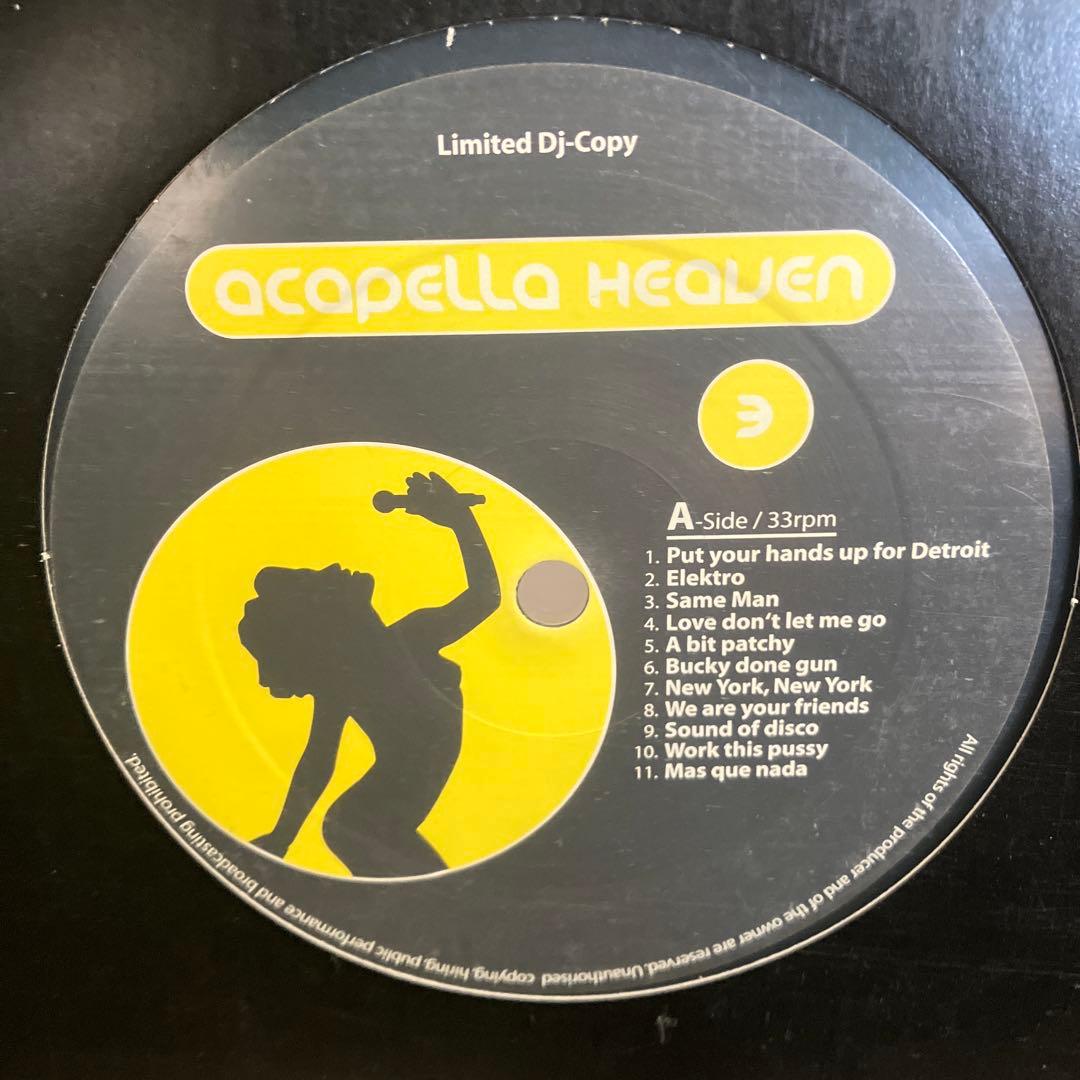 Limited Dj-Copy
acapella Heaven
3
A-Side / 33rpm
1. Put your hands up for Detroit
2. Elektro
3. Same Man
4. Love don't let me go
5. A bit patchy
6. Bucky done gun
7. New York, New York
8. We are your friends
9. Sound of disco
10. Work this pussy
11. Mas que nada
All rights of the producer and of the owner are reserved. Unauthorised copying, hiring, public performance and broadcasting prohibited.